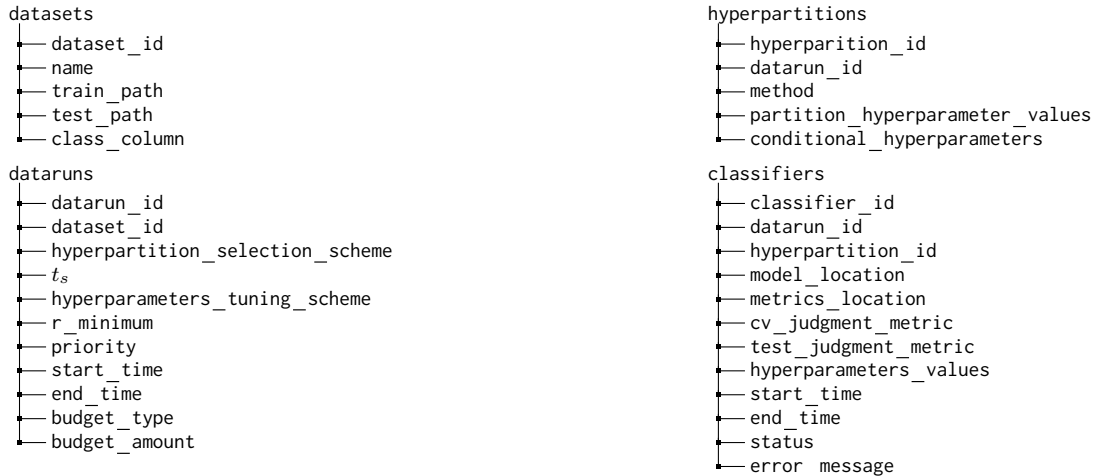 datasets
dataset_id
name
train_path
test_path
class_column
dataruns
datarun_id
dataset_id
hyperpartition_selection_scheme
t_s
hyperparameters_tuning_scheme
r_minimum
priority
start_time
end_time
budget_type
budget_amount
hyperpartitions
hyperparition_id
datarun_id
method
partition_hyperparameter_values
conditional_hyperparameters
classifiers
classifier_id
datarun_id
hyperpartition_id
model_location
metrics_location
cv_judgment_metric
test_judgment_metric
hyperparameters_values
start_time
end_time
status
error_message